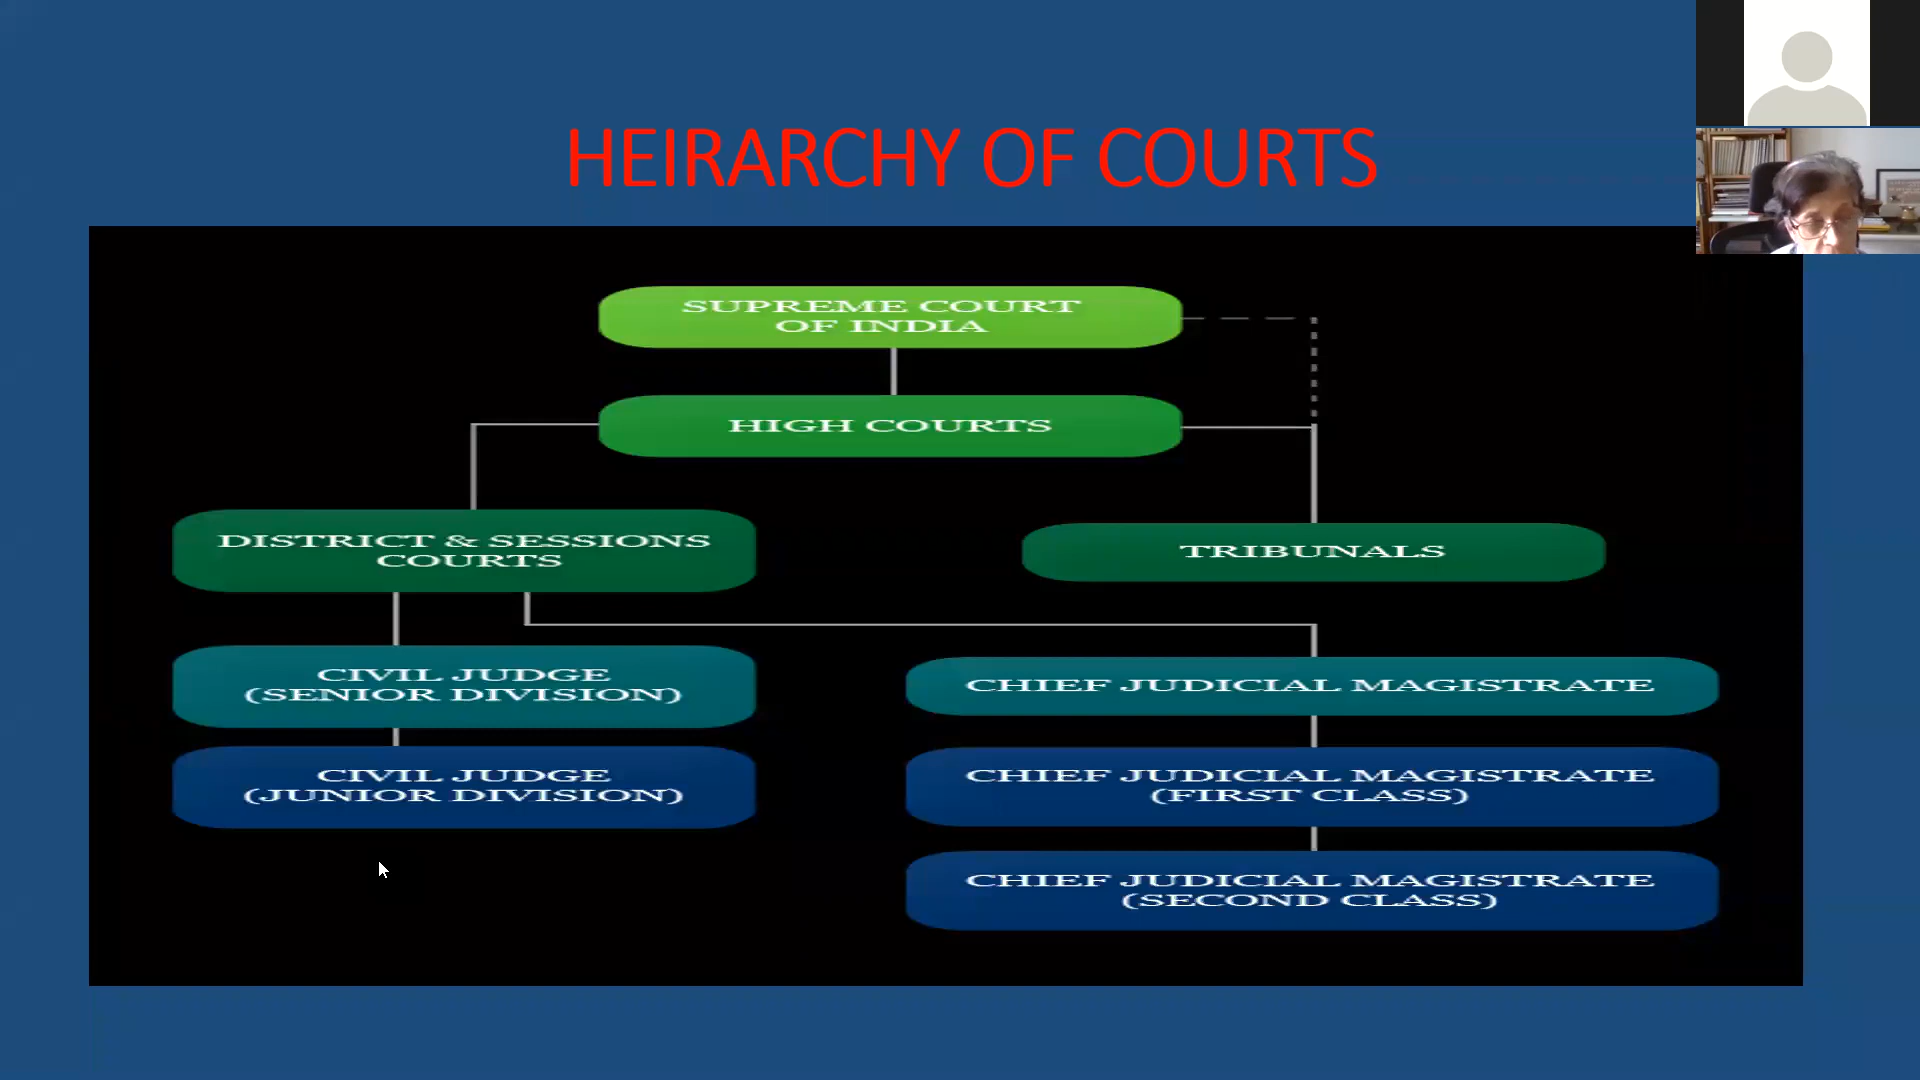 HEIRARCHY OF COURTS
SUPREME COURT
OF INDIA
HIGH COURTS
DISTRICT & SESSIONS
COURTS
TRIBUNALS
CIVIL JUDGE
(SENIOR DIVISION)
CHIEF JUDICIAL MAGISTRATE
CIVIL JUDGE
(JUNIOR DIVISION)
CHIEF JUDICIAL MAGISTRATE
(FIRST CLASS)
CHIEF JUDICIAL MAGISTRATE
(SECOND CLASS)